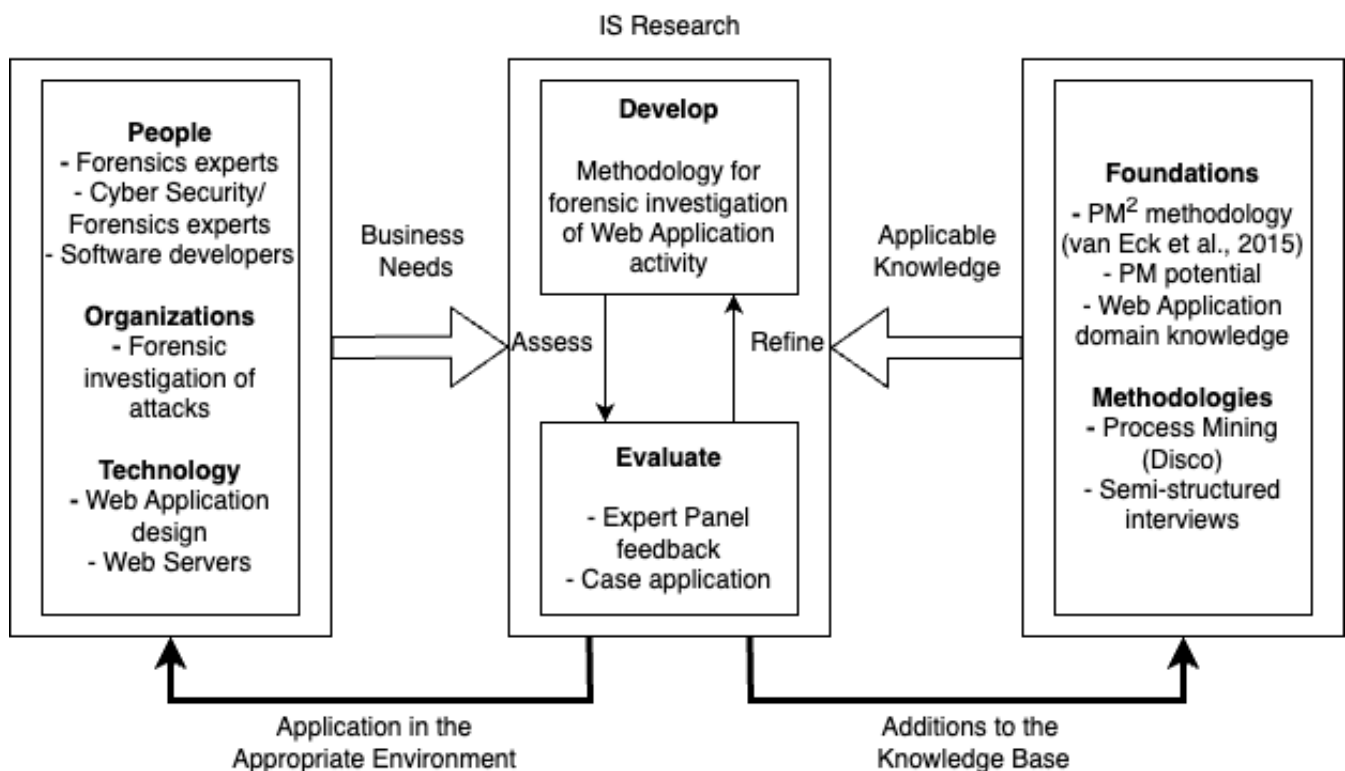 IS Research
People
- Forensics experts
- Cyber Security/
Forensics experts
- Software developers
Organizations
- Forensic
investigation of
attacks
Technology
- Web Application
design
- Web Servers
Business
Needs
Develop
Methodology for
forensic investigation
of Web Application
activity
Assess
Refine
Evaluate
- Expert Panel
feedback
- Case application
Applicable
Knowledge
Foundations
- PM² methodology
(van Eck et al., 2015)
- PM potential
- Web Application
domain knowledge
Methodologies
- Process Mining
(Disco)
- Semi-structured
interviews
Application in the
Appropriate Environment
Additions to the
Knowledge Base